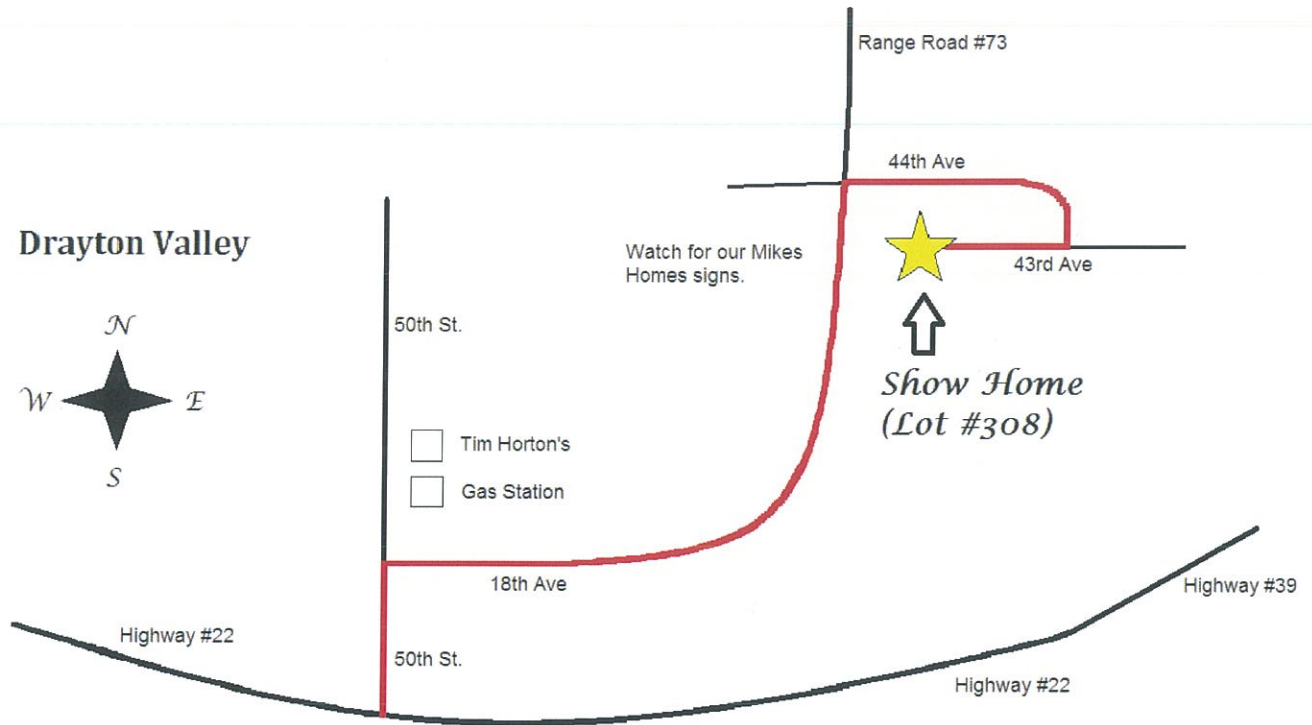 Range Road #73
44th Ave
Drayton Valley
Watch for our Mikes
Homes signs.
43rd Ave
N
W
E
S
50th St.
Show Home
(Lot #308)
Tim Horton's
Gas Station
18th Ave
Highway #39
Highway #22
50th St.
Highway #22